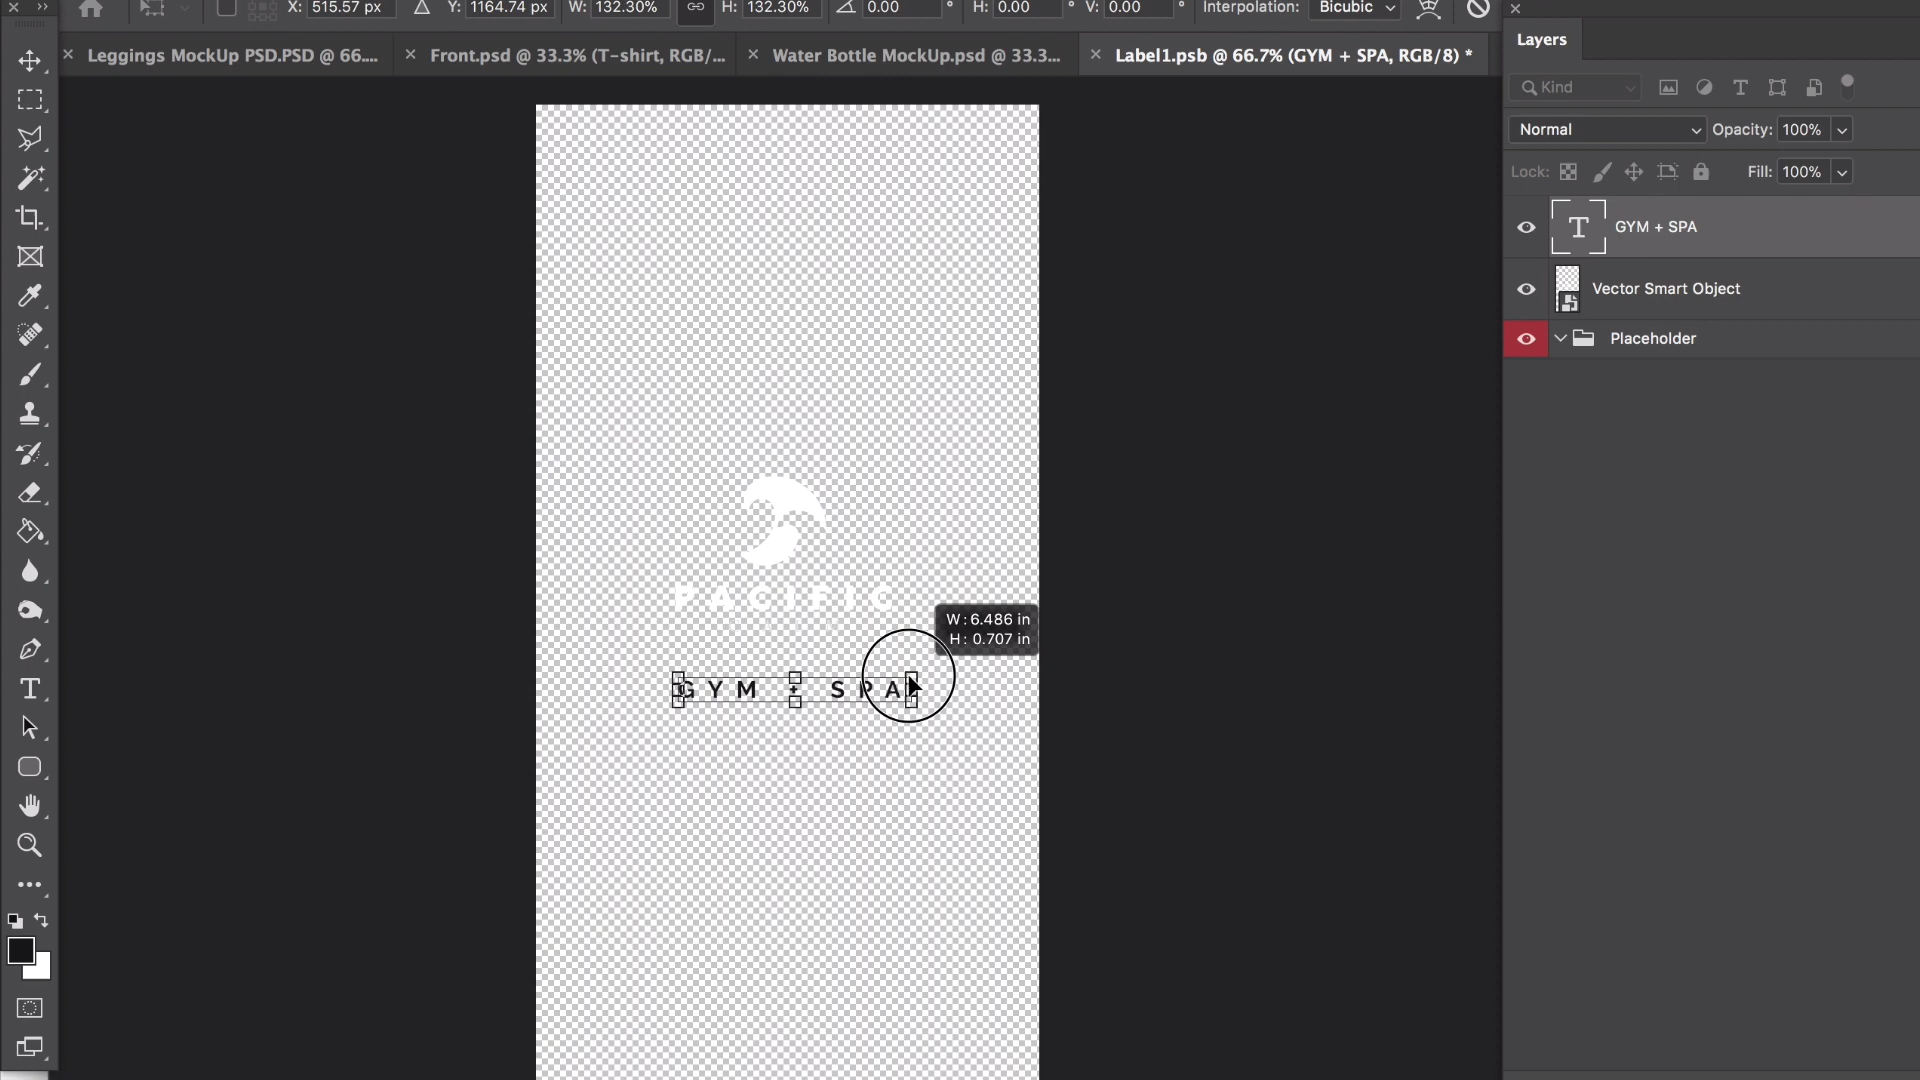 X: 515.57 px Y: 1164.74 px W: 132.30% H: 132.30% 0.00 ° H: 0.00 ° V: 0.00 ° Interpolation: Bicubic
Leggings MockUp PSD.PSD @ 66.... Front.psd @ 33.3% (T-shirt, RGB/... Water Bottle MockUp.psd @ 33.3... Label1.psb @ 66.7% (GYM + SPA, RGB/8) *
Layers
Kind
Normal Opacity: 100%
Lock: Fill: 100%
GYM + SPA
Vector Smart Object
Placeholder
PACIFIC
W: 6.486 in
H: 0.707 in
GYM + SPA